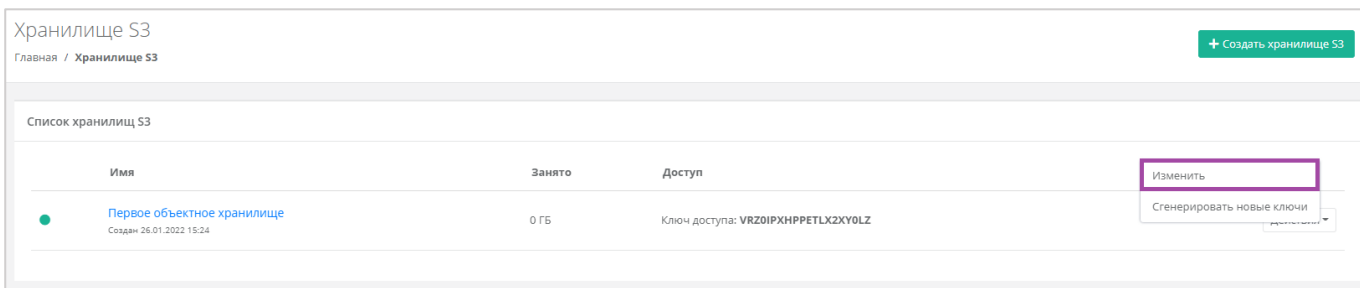 Хранилище S3
Главная / Хранилище S3
+ Создать хранилище S3
Список хранилищ S3
Имя Занято Доступ
Изменить
Первое объектное хранилище 0 ГБ Ключ доступа: VRZ0IPXHPPETLX2XY0LZ
Сгенерировать новые ключи
Создан 26.01.2022 15:24